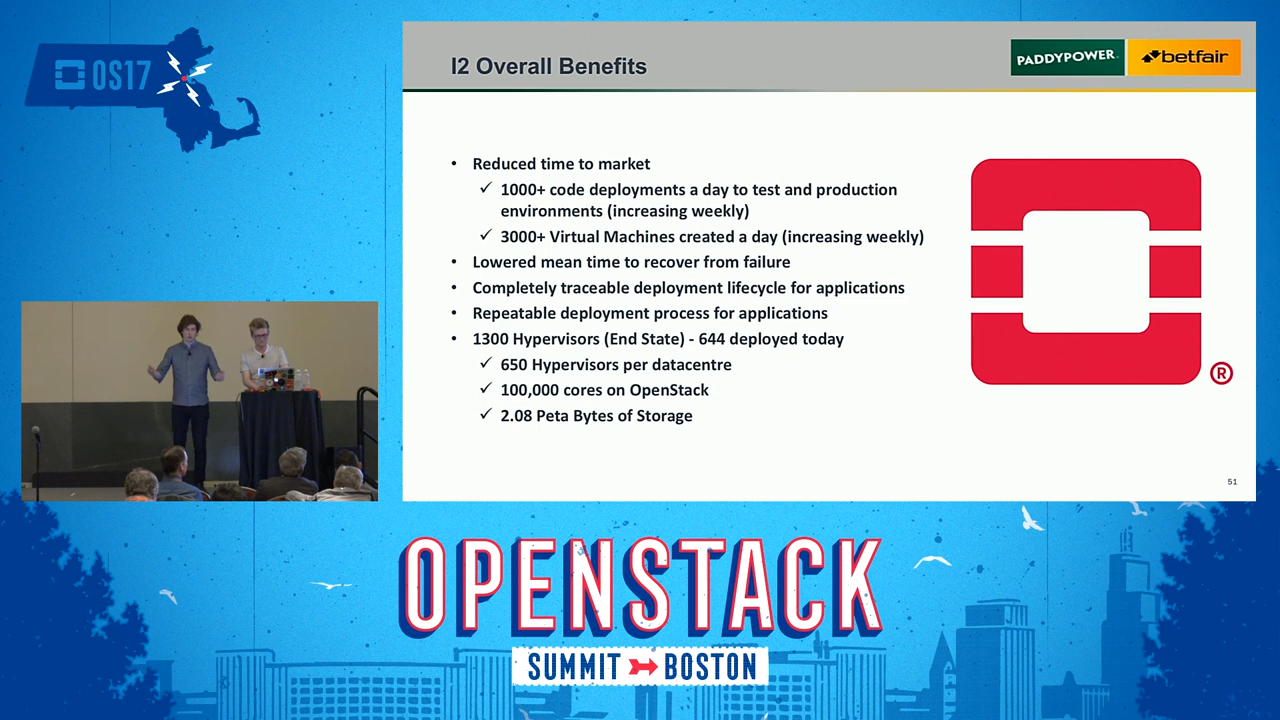 OS17
I2 Overall Benefits
PADDYPOWER.
betfair
• Reduced time to market
✓ 1000+ code deployments a day to test and production
environments (increasing weekly)
✓ 3000+ Virtual Machines created a day (increasing weekly)
• Lowered mean time to recover from failure
• Completely traceable deployment lifecycle for applications
• Repeatable deployment process for applications
• 1300 Hypervisors (End State) - 644 deployed today
✓ 650 Hypervisors per datacentre
✓ 100,000 cores on OpenStack
✓ 2.08 Peta Bytes of Storage
®
51
OPENSTACK
SUMMIT BOSTON